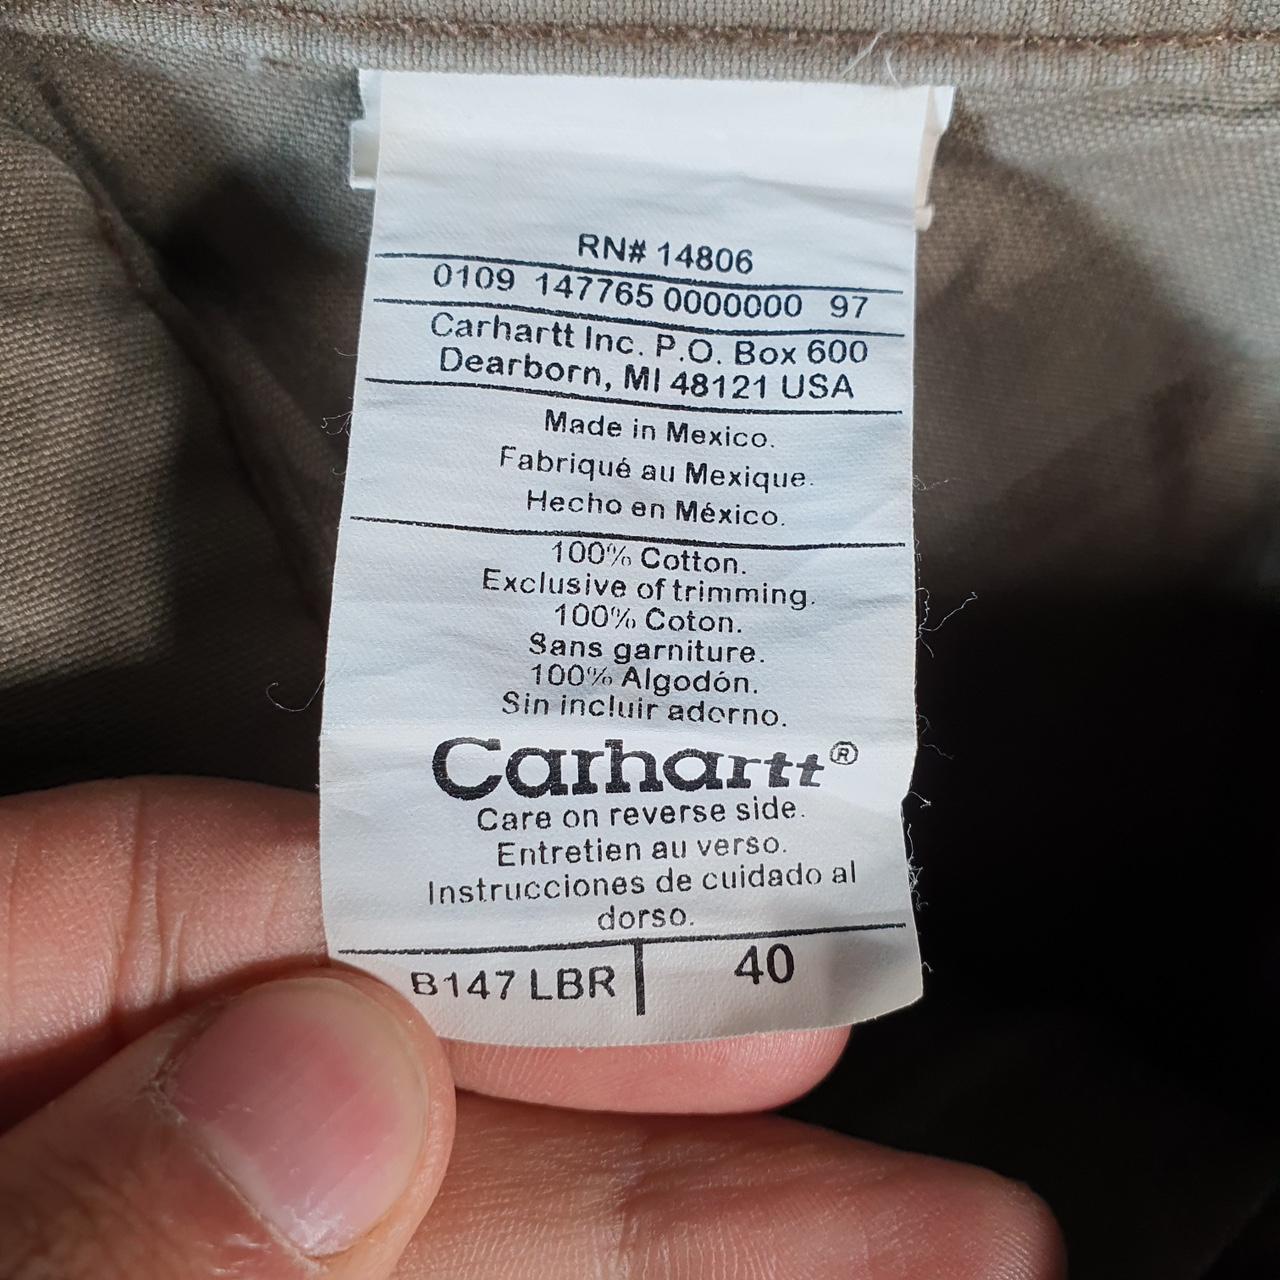 RN# 14806
0109 147765 0000000 97
Carhartt Inc. P.O. Box 600
Dearborn, MI 48121 USA
Made in Mexico.
Fabriqué au Mexique.
Hecho en México.
100% Cotton.
Exclusive of trimming.
100% Coton.
Sans garniture.
100% Algodón.
Sin incluir adorno.
Carhartt®
Care on reverse side.
Entretien au verso.
Instrucciones de cuidado al
dorso.
B147 LBR 40